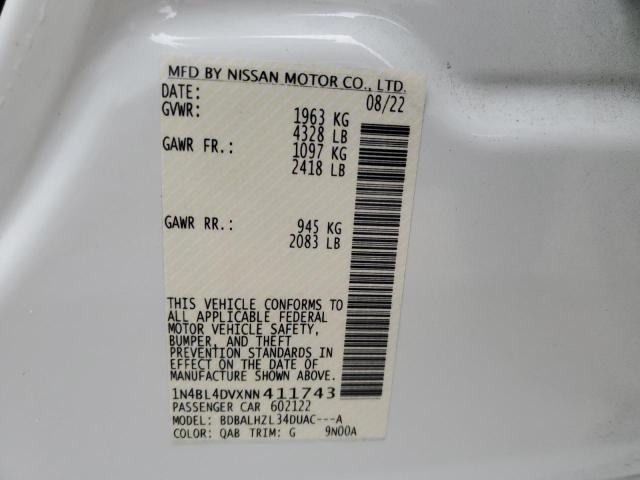 MFD BY NISSAN MOTOR CO., LTD.
DATE: 08/22
GVWR: 1963 KG
4328 LB
GAWR FR.: 1097 KG
2418 LB
GAWR RR.: 945 KG
2083 LB
THIS VEHICLE CONFORMS TO
ALL APPLICABLE FEDERAL
MOTOR VEHICLE SAFETY,
BUMPER, AND THEFT
PREVENTION STANDARDS IN
EFFECT ON THE DATE OF
MANUFACTURE SHOWN ABOVE.
1N4BL4DVXNN411743
PASSENGER CAR 602122
MODEL: BDBALHZL34DUAC---A
COLOR: QAB TRIM: G 9N00A